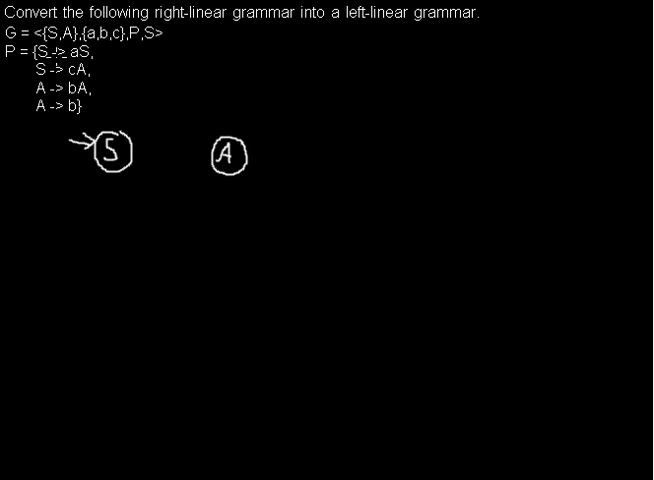 Convert the following right-linear grammar into a left-linear grammar.
G = <{S,A},{a,b,c},P,S>
P = {S -> aS,
S -> cA,
A -> bA,
A -> b}
S A